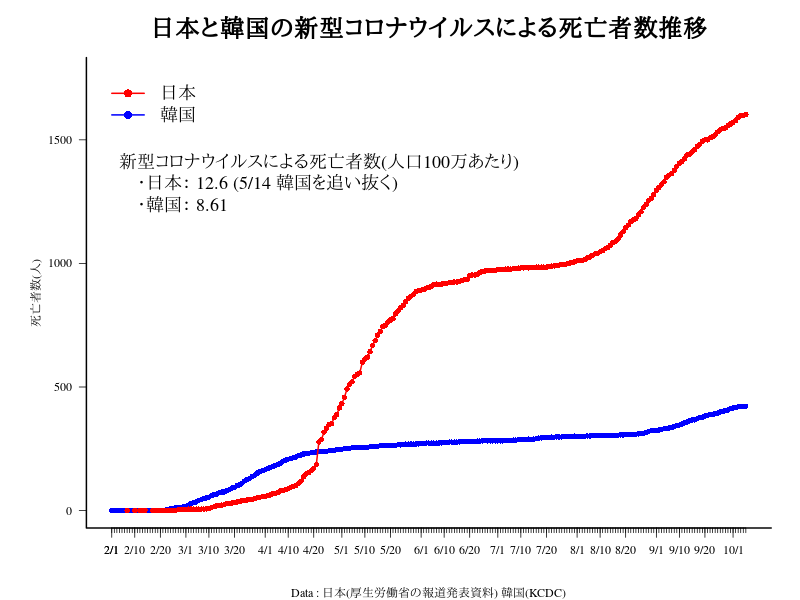 日本と韓国の新型コロナウイルスによる死亡者数推移
日本
韓国
新型コロナウイルスによる死亡者数(人口100万あたり)
・日本： 12.6 (5/14 韓国を追い抜く)
・韓国： 8.61
死亡者数(人)
1500
1000
500
0
2/1 2/10 2/20 3/1 3/10 3/20 4/1 4/10 4/20 5/1 5/10 5/20 6/1 6/10 6/20 7/1 7/10 7/20 8/1 8/10 8/20 9/1 9/10 9/20 10/1
Data : 日本(厚生労働省の報道発表資料) 韓国(KCDC)